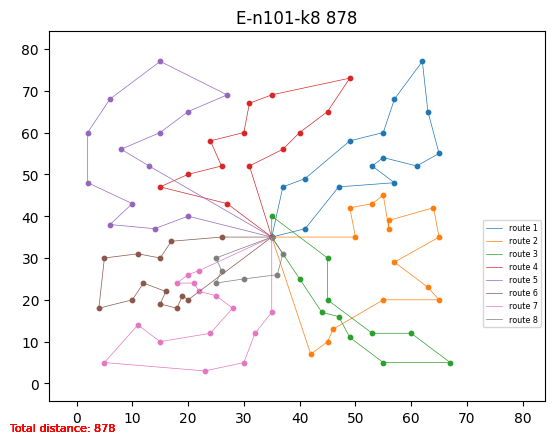 E-n101-k8 878
80
70
60
50
40
30
20
10
0
route 1
route 2
route 3
route 4
route 5
route 6
route 7
route 8
0 10 20 30 40 50 60 70 80
Total distance: 878